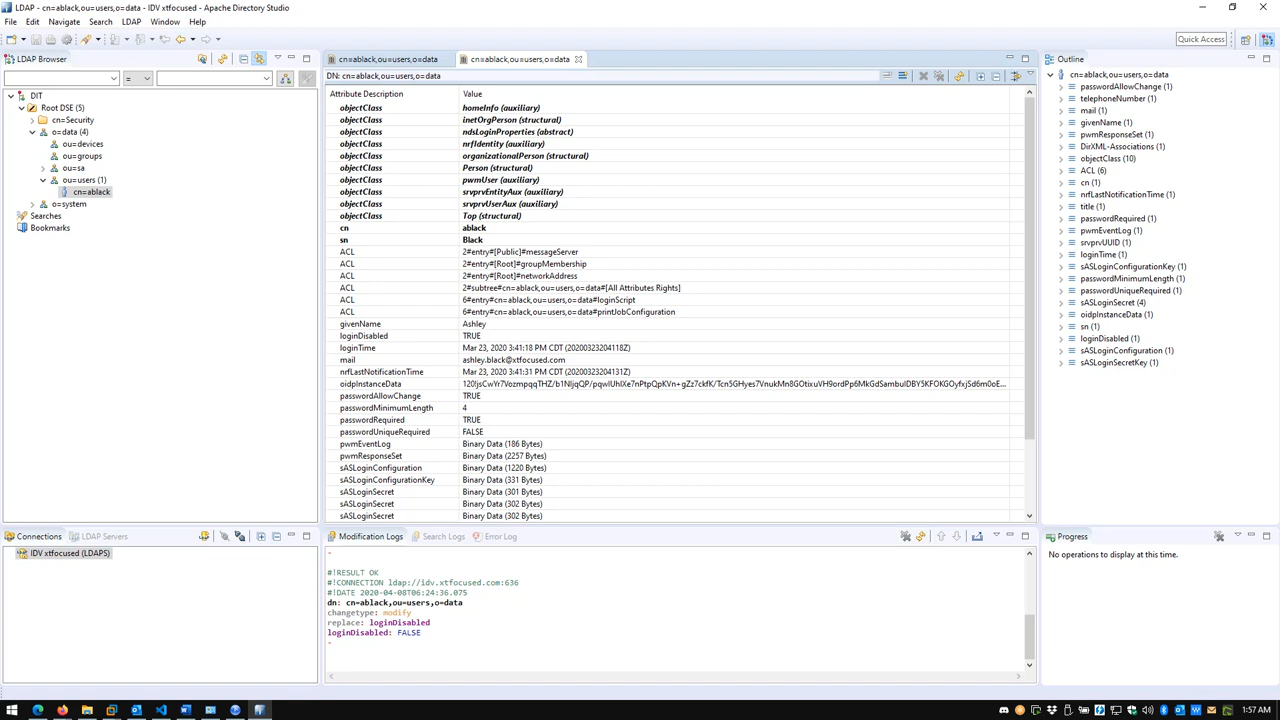 LDAP - cn=ablack,ou=users,o=data - IDV xtfocused - Apache Directory Studio
File Edit Navigate Search LDAP Window Help
Quick Access
LDAP Browser
=
DIT
Root DSE (5)
cn=Security
o=data (4)
ou=devices
ou=groups
ou=sa
ou=users (1)
cn=ablack
o=system
Searches
Bookmarks
Connections LDAP Servers
IDV xtfocused (LDAPS)
cn=ablack,ou=users,o=data cn=ablack,ou=users,o=data
DN: cn=ablack,ou=users,o=data
Attribute Description Value
objectClass homeInfo (auxiliary)
objectClass inetOrgPerson (structural)
objectClass ndsLoginProperties (abstract)
objectClass nrfIdentity (auxiliary)
objectClass organizationalPerson (structural)
objectClass Person (structural)
objectClass pwmUser (auxiliary)
objectClass srvprvEntityAux (auxiliary)
objectClass srvprvUserAux (auxiliary)
objectClass Top (structural)
cn ablack
sn Black
ACL 2#entry#[Public]#messageServer
ACL 2#entry#[Root]#groupMembership
ACL 2#entry#[Root]#networkAddress
ACL 2#subtree#cn=ablack,ou=users,o=data#[All Attributes Rights]
ACL 6#entry#cn=ablack,ou=users,o=data#loginScript
ACL 6#entry#cn=ablack,ou=users,o=data#printJobConfiguration
givenName Ashley
loginDisabled TRUE
loginTime Mar 23, 2020 3:41:18 PM CDT (20200323204118Z)
mail ashley.black@xtfocused.com
nrfLastNotificationTime Mar 23, 2020 3:41:31 PM CDT (20200323204131Z)
oidpInstanceData
passwordAllowChange TRUE
passwordMinimumLength 4
passwordRequired TRUE
passwordUniqueRequired FALSE
pwmEventLog Binary Data (186 Bytes)
pwmResponseSet Binary Data (2257 Bytes)
sASLoginConfiguration Binary Data (1220 Bytes)
sASLoginConfigurationKey Binary Data (331 Bytes)
sASLoginSecret Binary Data (301 Bytes)
sASLoginSecret Binary Data (302 Bytes)
sASLoginSecret Binary Data (302 Bytes)
Modification Logs Search Logs Error Log
-
#!RESULT OK
#!CONNECTION ldap://idv.xtfocused.com:636
#!DATE 2020-04-08T06:24:36.075
dn: cn=ablack,ou=users,o=data
changetype: modify
replace: loginDisabled
loginDisabled: FALSE
-
Outline
cn=ablack,ou=users,o=data
passwordAllowChange (1)
telephoneNumber (1)
mail (1)
givenName (1)
pwmResponseSet (1)
DirXML-Associations (1)
objectClass (10)
ACL (6)
cn (1)
nrfLastNotificationTime (1)
title (1)
passwordRequired (1)
pwmEventLog (1)
srvprvUUID (1)
loginTime (1)
sASLoginConfigurationKey (1)
passwordMinimumLength (1)
passwordUniqueRequired (1)
sASLoginSecret (4)
oidpInstanceData (1)
sn (1)
loginDisabled (1)
sASLoginConfiguration (1)
sASLoginSecretKey (1)
Progress
No operations to display at this time.
1:57 AM